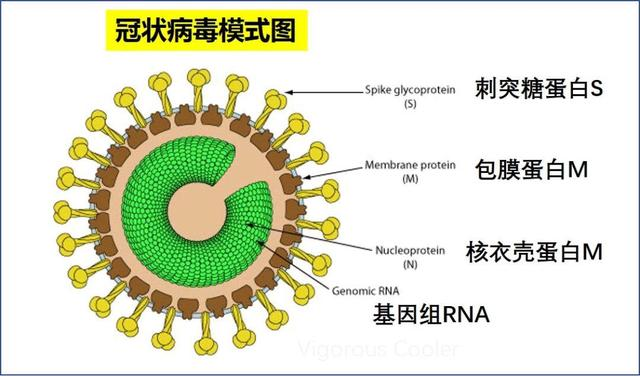 冠状病毒模式图
Spike glycoprotein
(S)
刺突糖蛋白S
Membrane protein
(M)
包膜蛋白M
Nucleoprotein
(N)
核衣壳蛋白M
Genomic RNA
基因组RNA
Vigorous Cooler